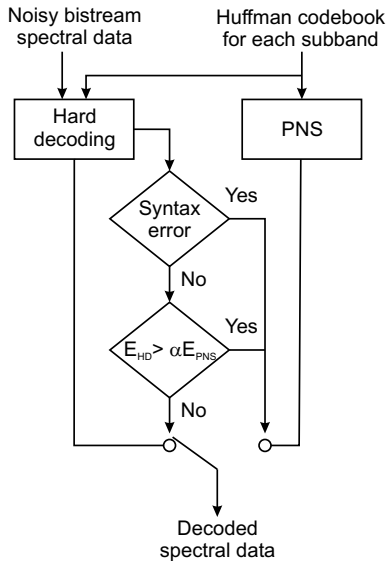 Noisy bistream
spectral data
Huffman codebook
for each subband
Hard
decoding
PNS
Syntax
error
Yes
No
E_HD > αE_PNS
Yes
No
Decoded
spectral data